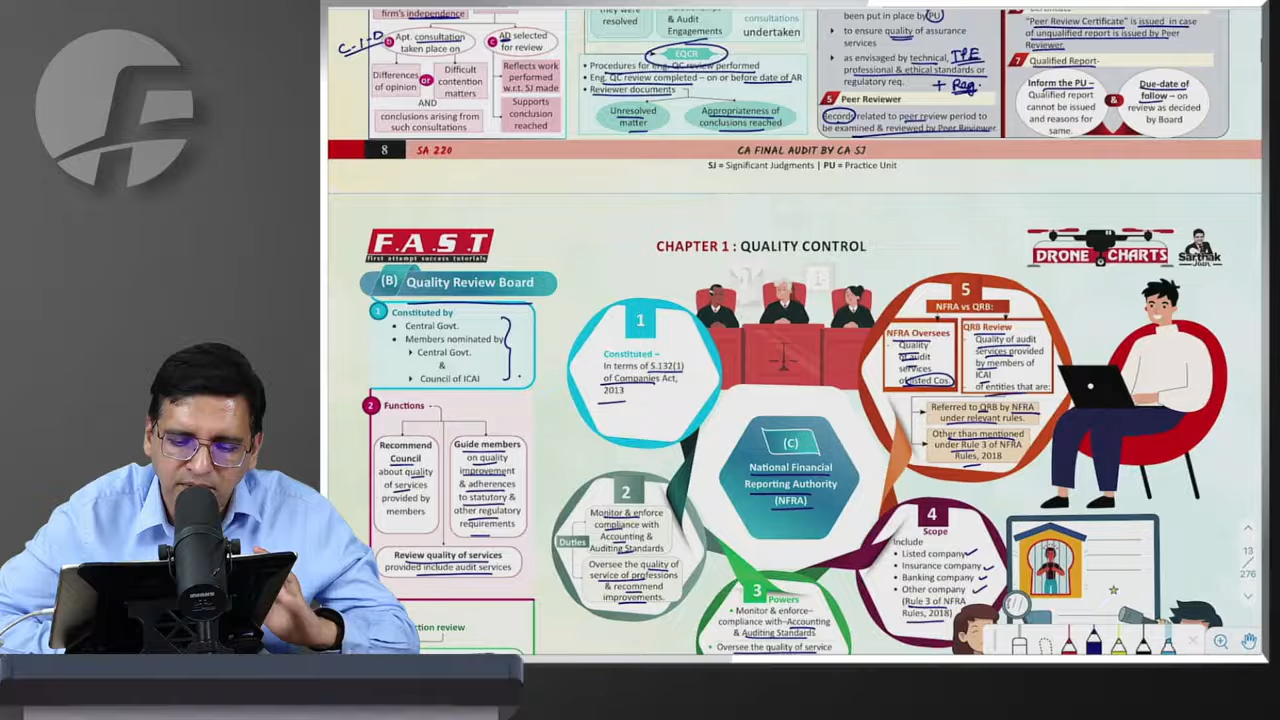 firm's independence
C-I-D
Apt. consultation
taken place on
AD selected
for review
Differences
of opinion
or
Difficult
contention
matters
AND
conclusions arising from
such consultations
Reflects work
performed
w.r.t. SJ made
Supports
conclusion
reached
they were
resolved
& Audit
Engagements
consultations
undertaken
EQCR
• Procedures for eng. QC review performed
• Eng. QC review completed – on or before date of AR
• Reviewer documents
Unresolved
matter
Appropriateness of
conclusions reached
been put in place by PU
to ensure quality of assurance
services
as envisaged by technical,
professional & ethical standards or
regulatory req.
TPE
+ Reg.
5 Peer Reviewer
Records related to peer review period to
be examined & reviewed by Peer Reviewer
"Peer Review Certificate" is issued in case
of unqualified report is issued by Peer
Reviewer.
7 Qualified Report-
Inform the PU –
Qualified report
cannot be issued
and reasons for
same.
&
Due-date of
follow – on
review as decided
by Board
8
SA 220
CA FINAL AUDIT BY CA SJ
SJ = Significant Judgments | PU = Practice Unit
F.A.S.T
first attempt success tutorials
CHAPTER 1 : QUALITY CONTROL
DRONE CHARTS
Sarthak
Jain
(B) Quality Review Board
1 Constituted by
• Central Govt.
• Members nominated by
Central Govt.
&
Council of ICAI
2 Functions
Recommend
Council
about quality
of services
provided by
members
Guide members
on quality
improvement
& adherences
to statutory &
other regulatory
requirements
Review quality of services
provided include audit services
1
Constituted –
In terms of S.132(1)
of Companies Act,
2013
2
Duties
Monitor & enforce
compliance with
Accounting &
Auditing Standards
Oversee the quality of
service of professions
& recommend
improvements.
(C)
National Financial
Reporting Authority
(NFRA)
3
Powers
• Monitor & enforce–
compliance with–Accounting
& Auditing Standards
• Oversee the quality of service
4
Scope
Include
• Listed company
• Insurance company
• Banking company
• Other company
(Rule 3 of NFRA
Rules, 2018)
5
NFRA vs QRB:
NFRA Oversees
Quality
of audit
services
of listed Cos.
QRB Review
Quality of audit
services provided
by members of
ICAI
of entities that are:
Referred to QRB by NFRA
under relevant rules.
Other than mentioned
under Rule 3 of NFRA
Rules, 2018
13
276